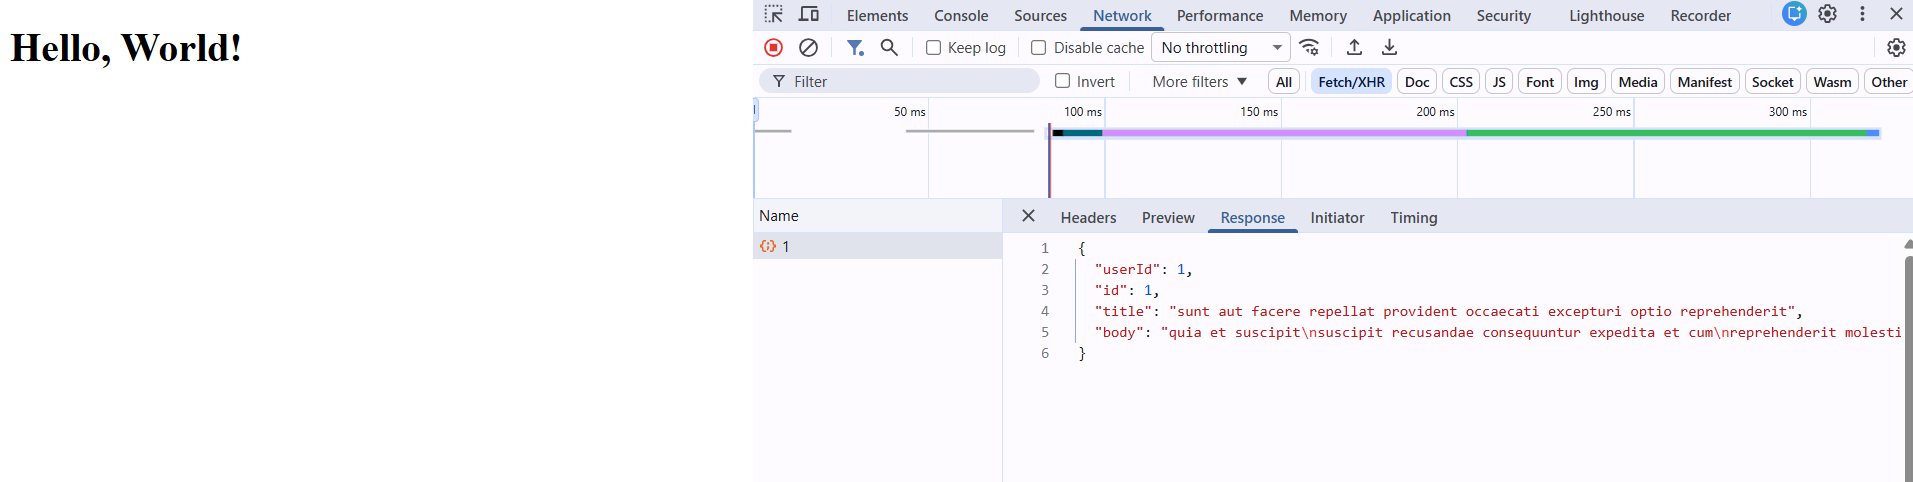 Hello, World!
Elements Console Sources Network Performance Memory Application Security Lighthouse Recorder
Keep log Disable cache No throttling
Filter Invert More filters All Fetch/XHR Doc CSS JS Font Img Media Manifest Socket Wasm Other
50 ms 100 ms 150 ms 200 ms 250 ms 300 ms
Name
1
Headers Preview Response Initiator Timing
1 {
2 "userId": 1,
3 "id": 1,
4 "title": "sunt aut facere repellat provident occaecati excepturi optio reprehenderit",
5 "body": "quia et suscipit\nsuscipit recusandae consequuntur expedita et cum\nreprehenderit molesti
6 }